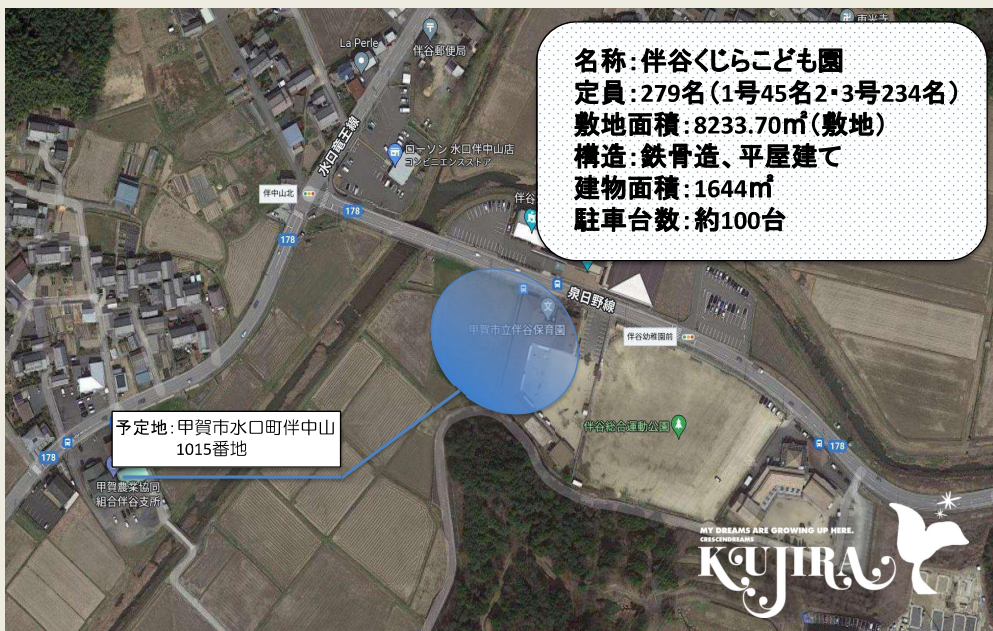 名称:伴谷くじらこども園
定員:279名(1号45名2・3号234名)
敷地面積:8233.70㎡(敷地)
構造:鉄骨造、平屋建て
建物面積:1644㎡
駐車台数:約100台
La Perle
伴谷郵便局
水口竜王線
ローソン 水口伴中山店
コンビニエンスストア
伴中山北
178
178
伴谷
泉日野線
甲賀市立伴谷保育園
伴谷幼稚園前
予定地:甲賀市水口町伴中山
1015番地
伴谷総合運動公園
178
178
甲賀農業協同
組合伴谷支所
MY DREAMS ARE GROWING UP HERE.
CRESCENDREAMS
KUJIRA